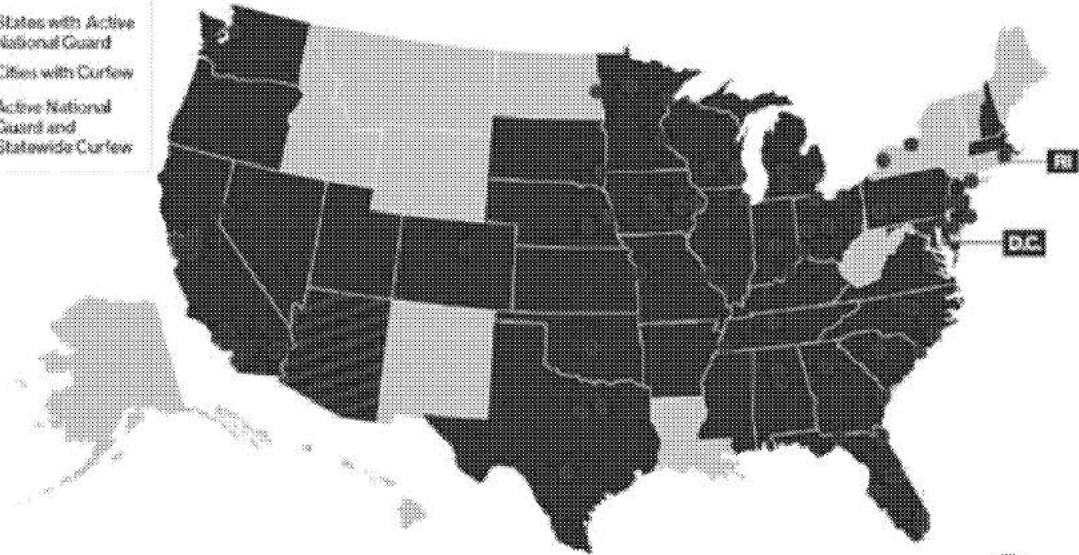 States with Active
National Guard
Cities with Curfew
Active National
Guard and
Statewide Curfew
RI
D.C.